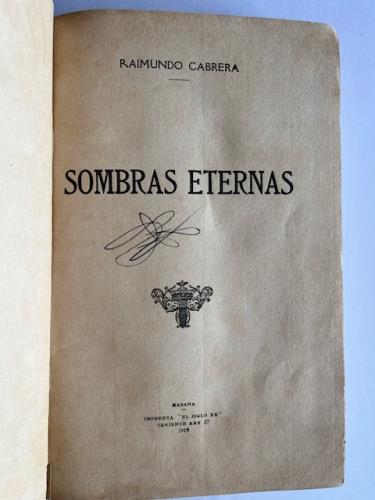 RAIMUNDO CABRERA
SOMBRAS ETERNAS
HABANA
IMPRENTA "EL SIGLO XX"
TENIENTE REY 27
1919